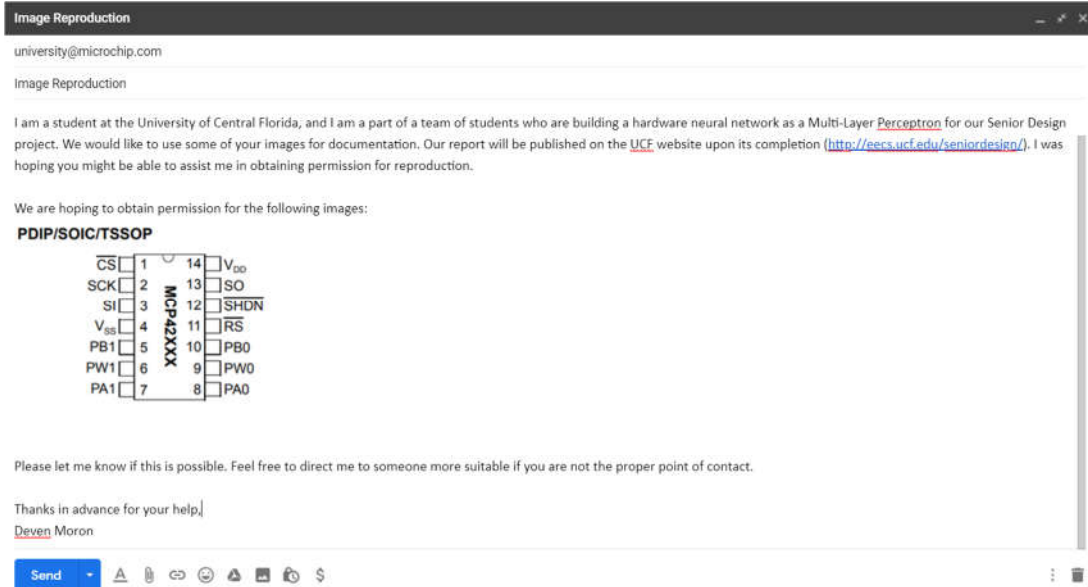 Image Reproduction
university@microchip.com
Image Reproduction
I am a student at the University of Central Florida, and I am a part of a team of students who are building a hardware neural network as a Multi-Layer Perceptron for our Senior Design
project. We would like to use some of your images for documentation. Our report will be published on the UCF website upon its completion (http://eecs.ucf.edu/seniordesign/). I was
hoping you might be able to assist me in obtaining permission for reproduction.
We are hoping to obtain permission for the following images:
PDIP/SOIC/TSSOP
CS 1 14 VDD
SCK 2 13 SO
SI 3 12 SHDN
VSS 4 11 RS
PB1 5 10 PB0
PW1 6 9 PW0
PA1 7 8 PA0
MCP42XXX
Please let me know if this is possible. Feel free to direct me to someone more suitable if you are not the proper point of contact.
Thanks in advance for your help,
Deven Moron
Send